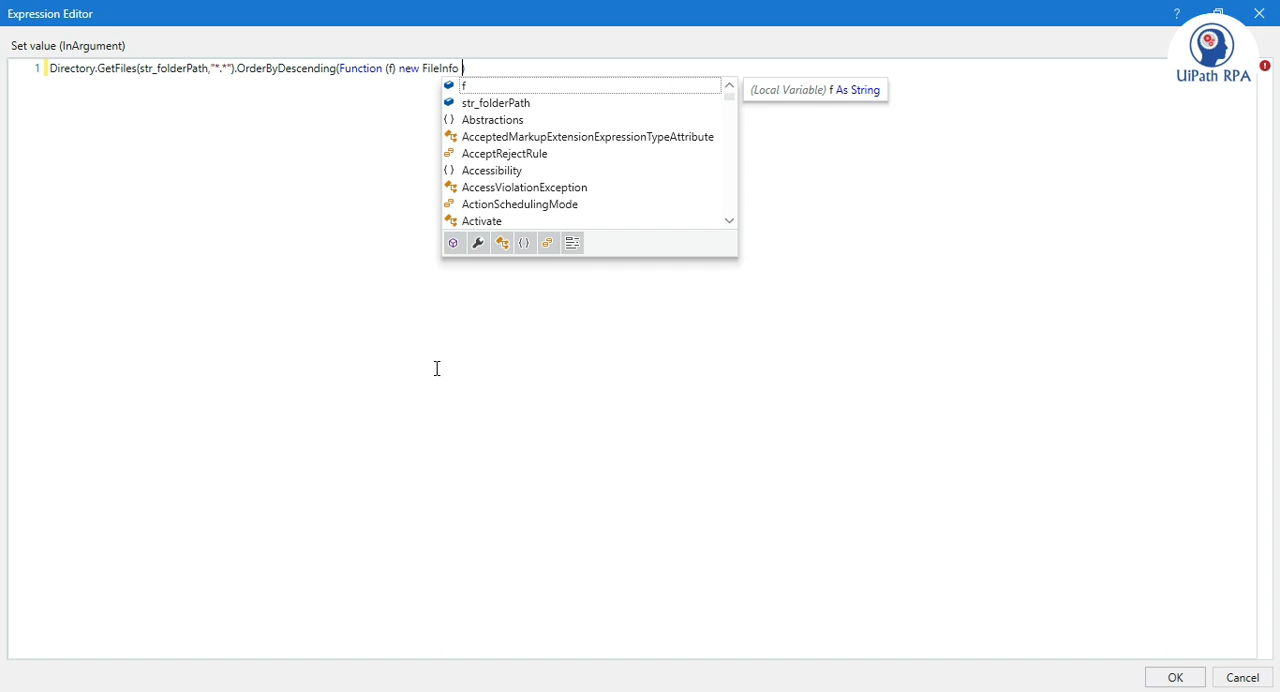 Expression Editor
?
UiPath RPA
Set value (InArgument)
1 Directory.GetFiles(str_folderPath,"*.*").OrderByDescending(Function (f) new FileInfo )
f
(Local Variable) f As String
str_folderPath
Abstractions
AcceptedMarkupExtensionExpressionTypeAttribute
AcceptRejectRule
Accessibility
AccessViolationException
ActionSchedulingMode
Activate
OK
Cancel